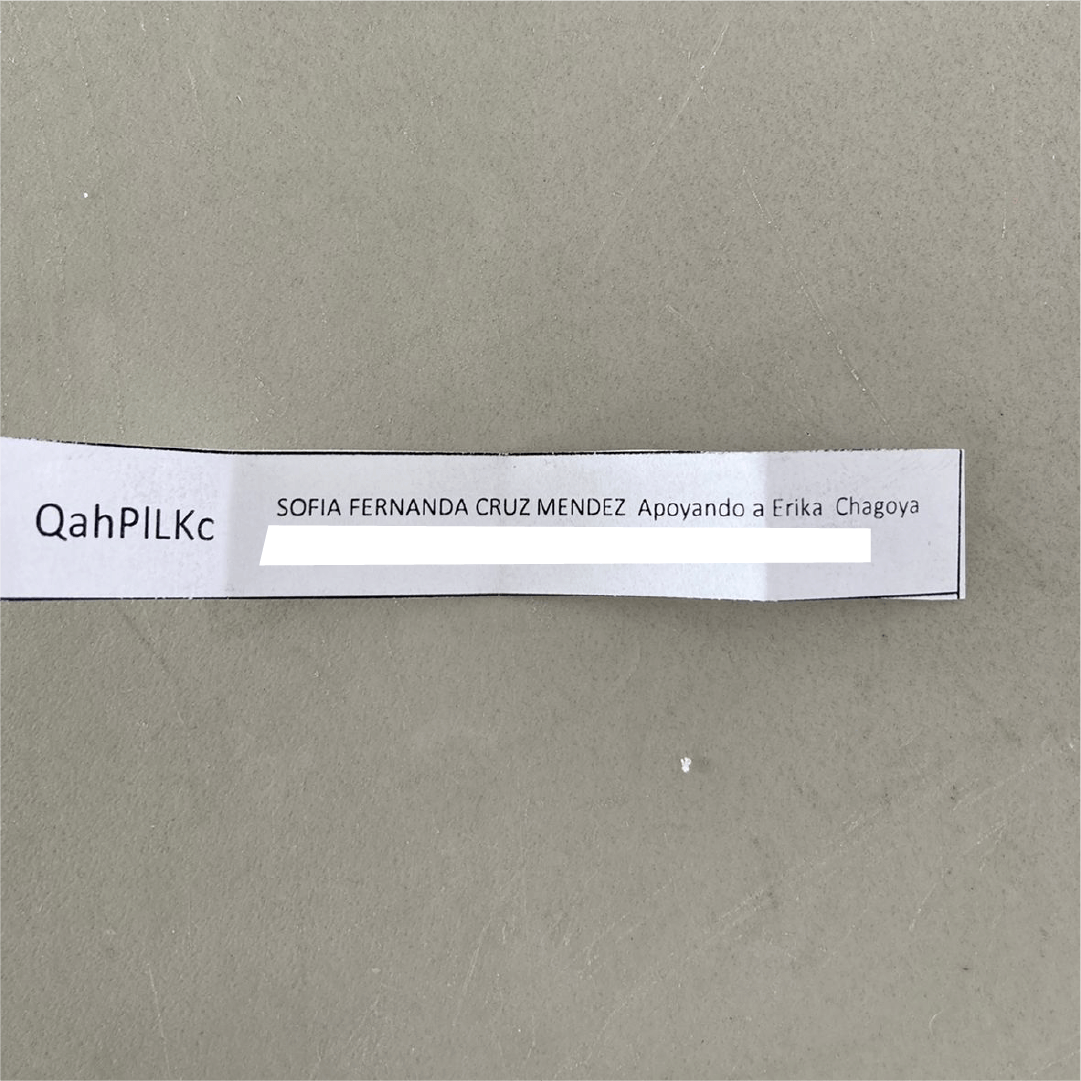 QahPlLKc SOFIA FERNANDA CRUZ MENDEZ Apoyando a Erika Chagoya